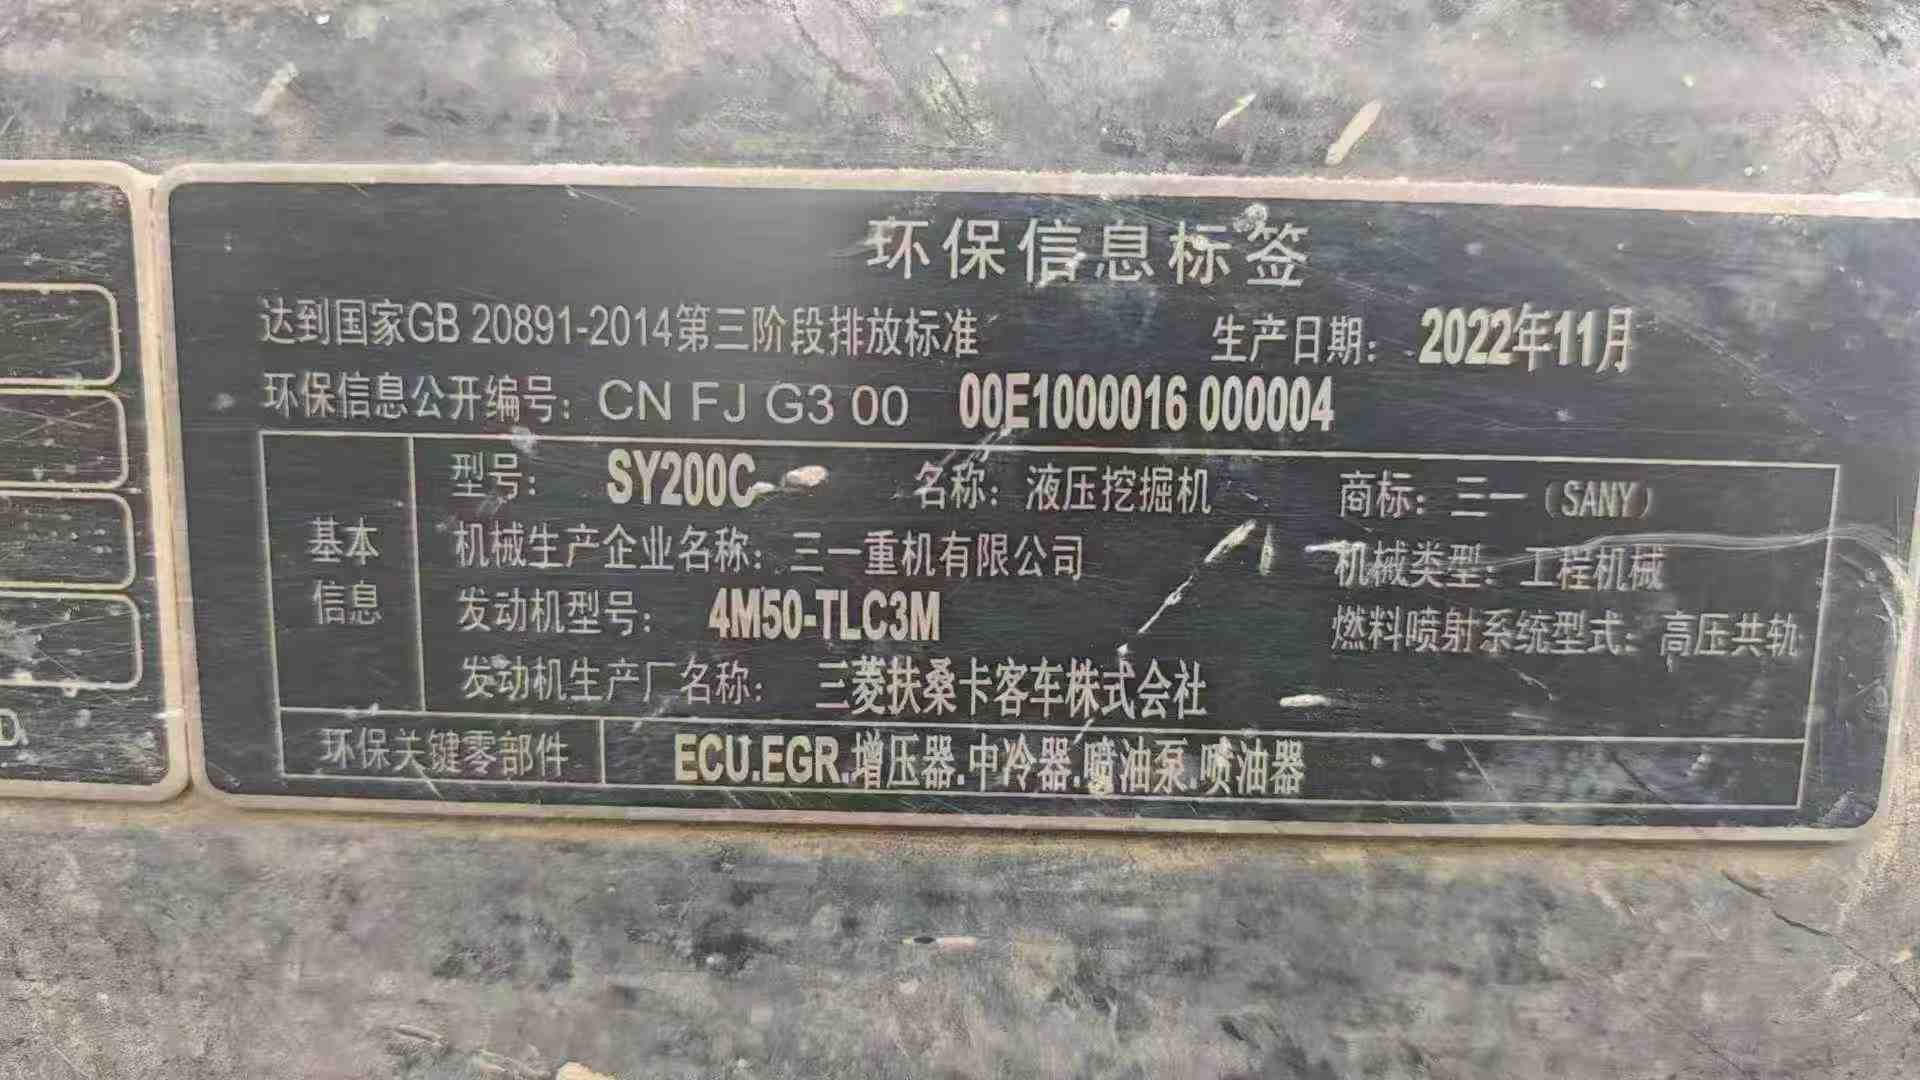 环保信息标签
达到国家GB 20891-2014第三阶段排放标准 生产日期: 2022年11月
环保信息公开编号: CN FJ G3 00 00E1000016 000004
基本信息
型号: SY200C 名称: 液压挖掘机 商标: 三一（SANY）
机械生产企业名称: 三一重机有限公司 机械类型: 工程机械
发动机型号: 4M50-TLC3M 燃料喷射系统型式: 高压共轨
发动机生产厂名称: 三菱扶桑卡客车株式会社
环保关键零部件 ECU.EGR.增压器.中冷器.喷油泵.喷油器